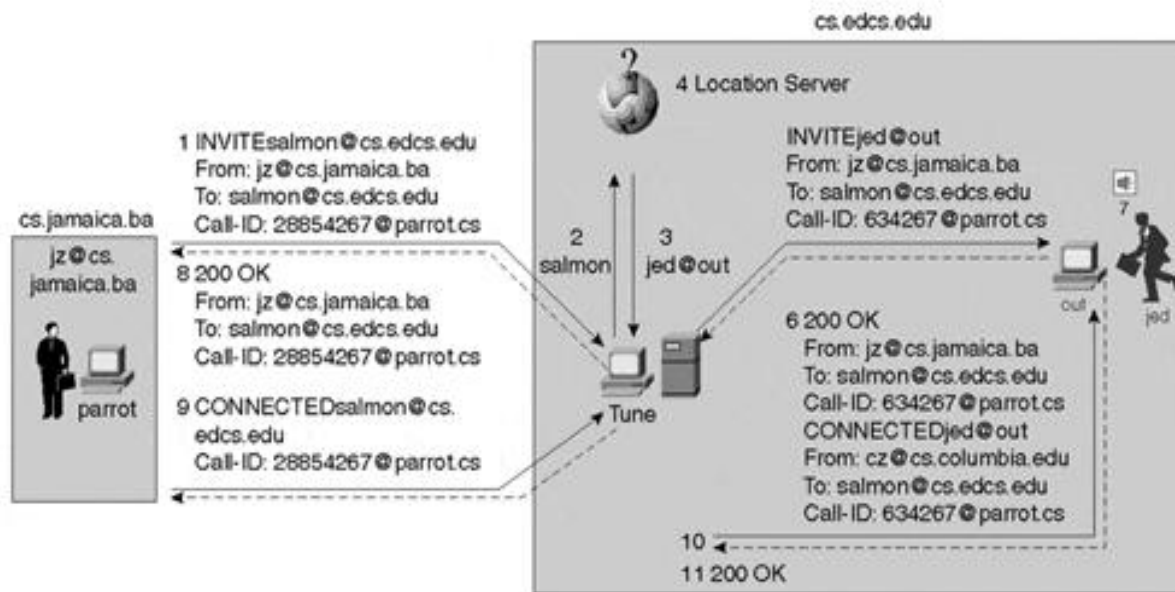 cs.edcs.edu
?
4 Location Server
1 INVITEsalmon@cs.edcs.edu
From: jz@cs.jamaica.ba
To: salmon@cs.edcs.edu
Call-ID: 28854267@parrot.cs
INVITEjed@out
From: jz@cs.jamaica.ba
To: salmon@cs.edcs.edu
Call-ID: 634267@parrot.cs
7
cs.jamaica.ba
jz@cs.
jamaica.ba
parrot
2
salmon
3
jed@out
8 200 OK
From: jz@cs.jamaica.ba
To: salmon@cs.edcs.edu
Call-ID: 28854267@parrot.cs
out
jed
6 200 OK
From: jz@cs.jamaica.ba
To: salmon@cs.edcs.edu
Call-ID: 634267@parrot.cs
CONNECTEDjed@out
From: cz@cs.columbia.edu
To: salmon@cs.edcs.edu
Call-ID: 634267@parrot.cs
Tune
9 CONNECTEDsalmon@cs.
edcs.edu
Call-ID: 28854267@parrot.cs
10
11 200 OK